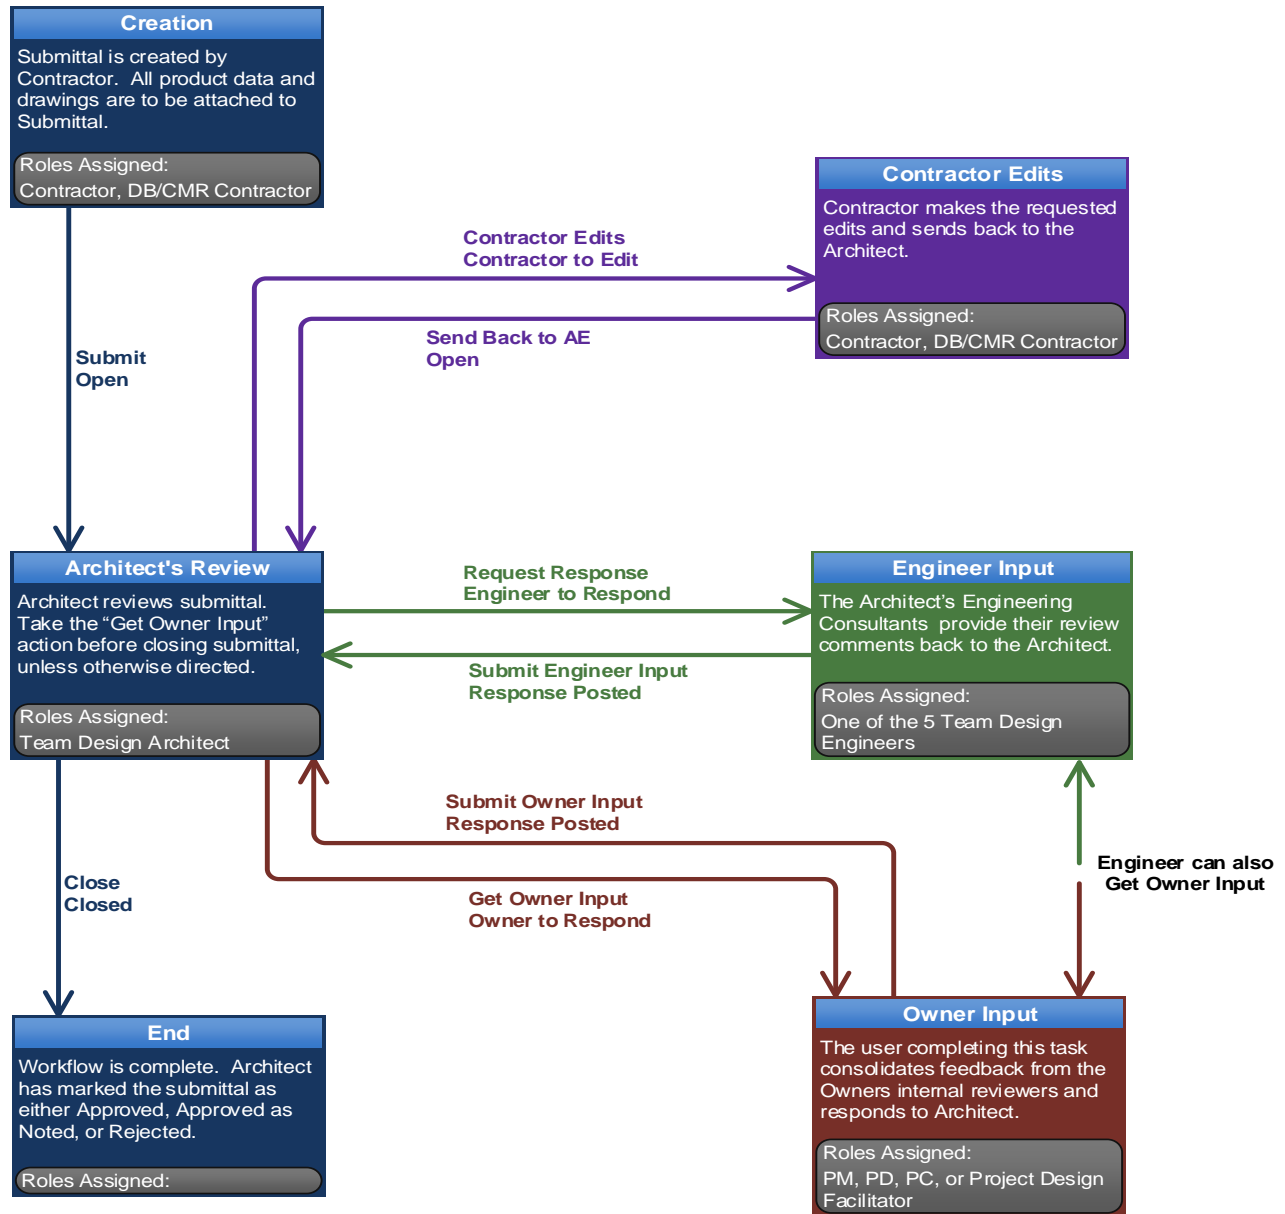 Creation
Submittal is created by
Contractor.  All product data and
drawings are to be attached to
Submittal.
Roles Assigned:
Contractor, DB/CMR Contractor
Contractor Edits
Contractor makes the requested
edits and sends back to the
Architect.
Roles Assigned:
Contractor, DB/CMR Contractor
Contractor Edits
Contractor to Edit
Send Back to AE
Open
Submit
Open
Architect's Review
Architect reviews submittal.
Take the “Get Owner Input”
action before closing submittal,
unless otherwise directed.
Roles Assigned:
Team Design Architect
Request Response
Engineer to Respond
Submit Engineer Input
Response Posted
Engineer Input
The Architect’s Engineering
Consultants  provide their review
comments back to the Architect.
Roles Assigned:
One of the 5 Team Design
Engineers
Submit Owner Input
Response Posted
Get Owner Input
Owner to Respond
Engineer can also
Get Owner Input
Close
Closed
End
Workflow is complete.  Architect
has marked the submittal as
either Approved, Approved as
Noted, or Rejected.
Roles Assigned:
Owner Input
The user completing this task
consolidates feedback from the
Owners internal reviewers and
responds to Architect.
Roles Assigned:
PM, PD, PC, or Project Design
Facilitator